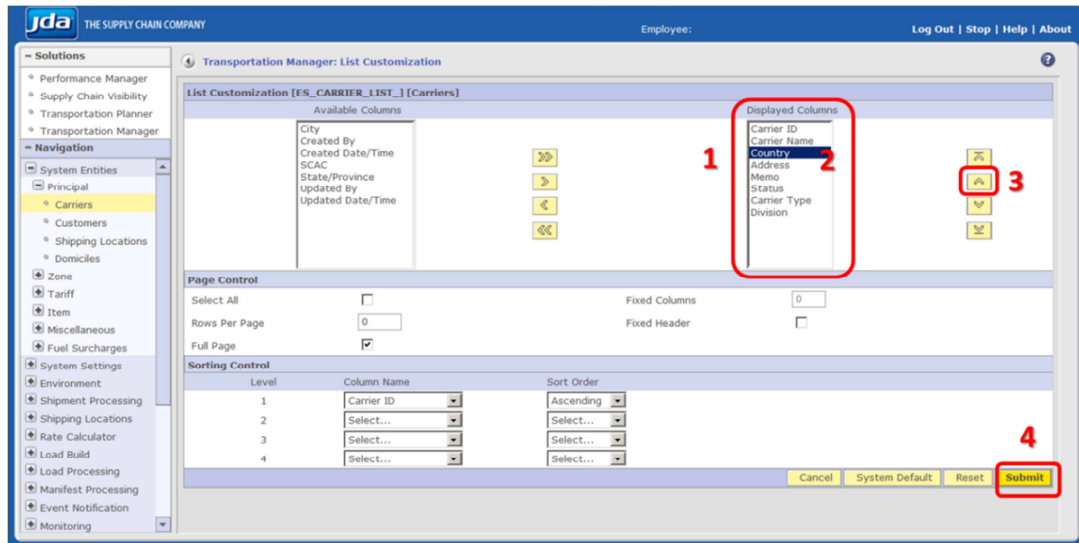 jda THE SUPPLY CHAIN COMPANY
Employee:
Log Out | Stop | Help | About
Solutions
Performance Manager
Supply Chain Visibility
Transportation Planner
Transportation Manager
Navigation
System Entities
Principal
Carriers
Customers
Shipping Locations
Domiciles
Zone
Tariff
Item
Miscellaneous
Fuel Surcharges
System Settings
Environment
Shipment Processing
Shipping Locations
Rate Calculator
Load Build
Load Processing
Manifest Processing
Event Notification
Monitoring
Transportation Manager: List Customization
?
List Customization [ES_CARRIER_LIST_] [Carriers]
Available Columns
City
Created By
Created Date/Time
SCAC
State/Province
Updated By
Updated Date/Time
1
Displayed Columns
Carrier ID
Carrier Name
Country
Address
Memo
Status
Carrier Type
Division
2
3
Page Control
Select All
Fixed Columns 0
Rows Per Page 0
Fixed Header
Full Page
Sorting Control
Level Column Name Sort Order
1 Carrier ID Ascending
2 Select... Select...
3 Select... Select...
4 Select... Select...
4
Cancel System Default Reset Submit